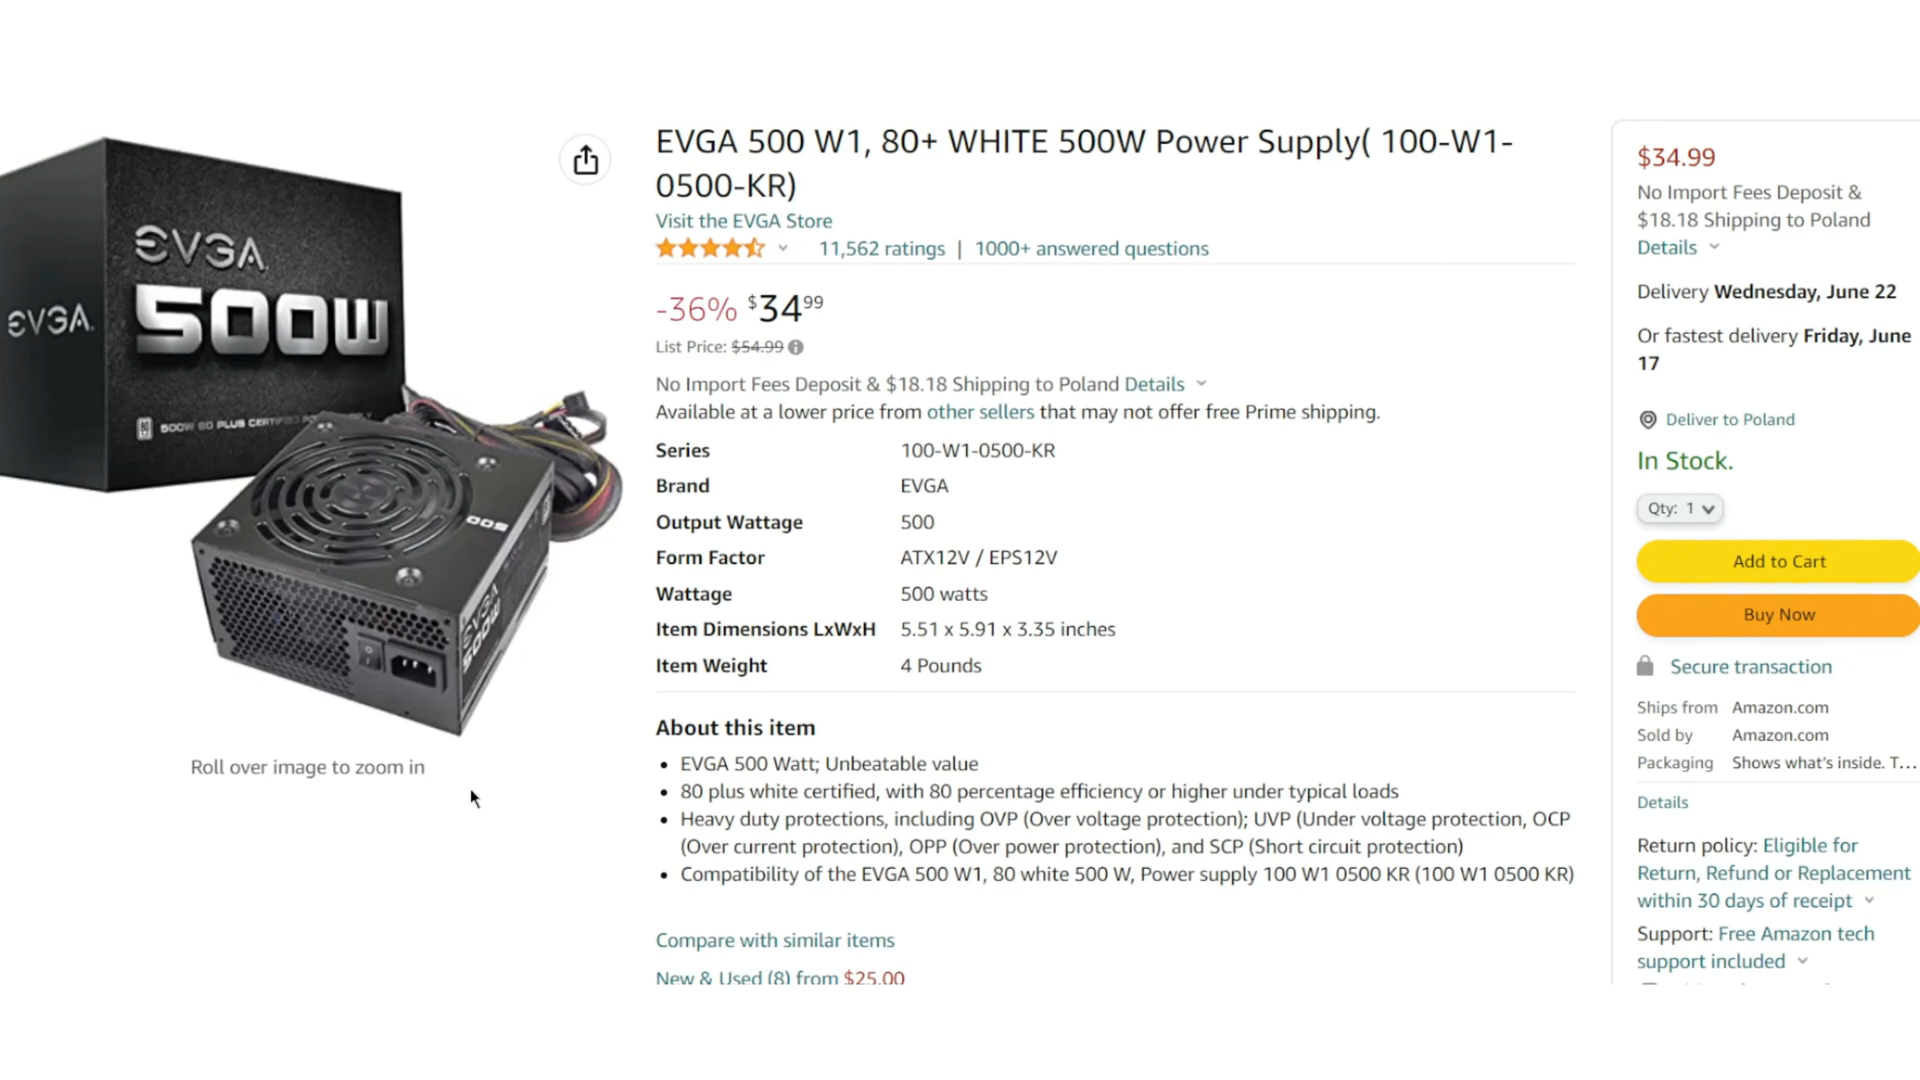 EVGA
500W
EVGA.
500W 80 PLUS CERTIFIED
500
EVGA
500W
Roll over image to zoom in
EVGA 500 W1, 80+ WHITE 500W Power Supply( 100-W1-
0500-KR)
Visit the EVGA Store
11,562 ratings | 1000+ answered questions
-36% $34 99
List Price: $54.99
No Import Fees Deposit & $18.18 Shipping to Poland Details
Available at a lower price from other sellers that may not offer free Prime shipping.
Series 100-W1-0500-KR
Brand EVGA
Output Wattage 500
Form Factor ATX12V / EPS12V
Wattage 500 watts
Item Dimensions LxWxH 5.51 x 5.91 x 3.35 inches
Item Weight 4 Pounds
About this item
• EVGA 500 Watt; Unbeatable value
• 80 plus white certified, with 80 percentage efficiency or higher under typical loads
• Heavy duty protections, including OVP (Over voltage protection); UVP (Under voltage protection, OCP
(Over current protection), OPP (Over power protection), and SCP (Short circuit protection)
• Compatibility of the EVGA 500 W1, 80 white 500 W, Power supply 100 W1 0500 KR (100 W1 0500 KR)
Compare with similar items
New & Used (8) from $25.00
$34.99
No Import Fees Deposit &
$18.18 Shipping to Poland
Details
Delivery Wednesday, June 22
Or fastest delivery Friday, June
17
Deliver to Poland
In Stock.
Qty: 1
Add to Cart
Buy Now
Secure transaction
Ships from Amazon.com
Sold by Amazon.com
Packaging Shows what's inside. T...
Details
Return policy: Eligible for
Return, Refund or Replacement
within 30 days of receipt
Support: Free Amazon tech
support included